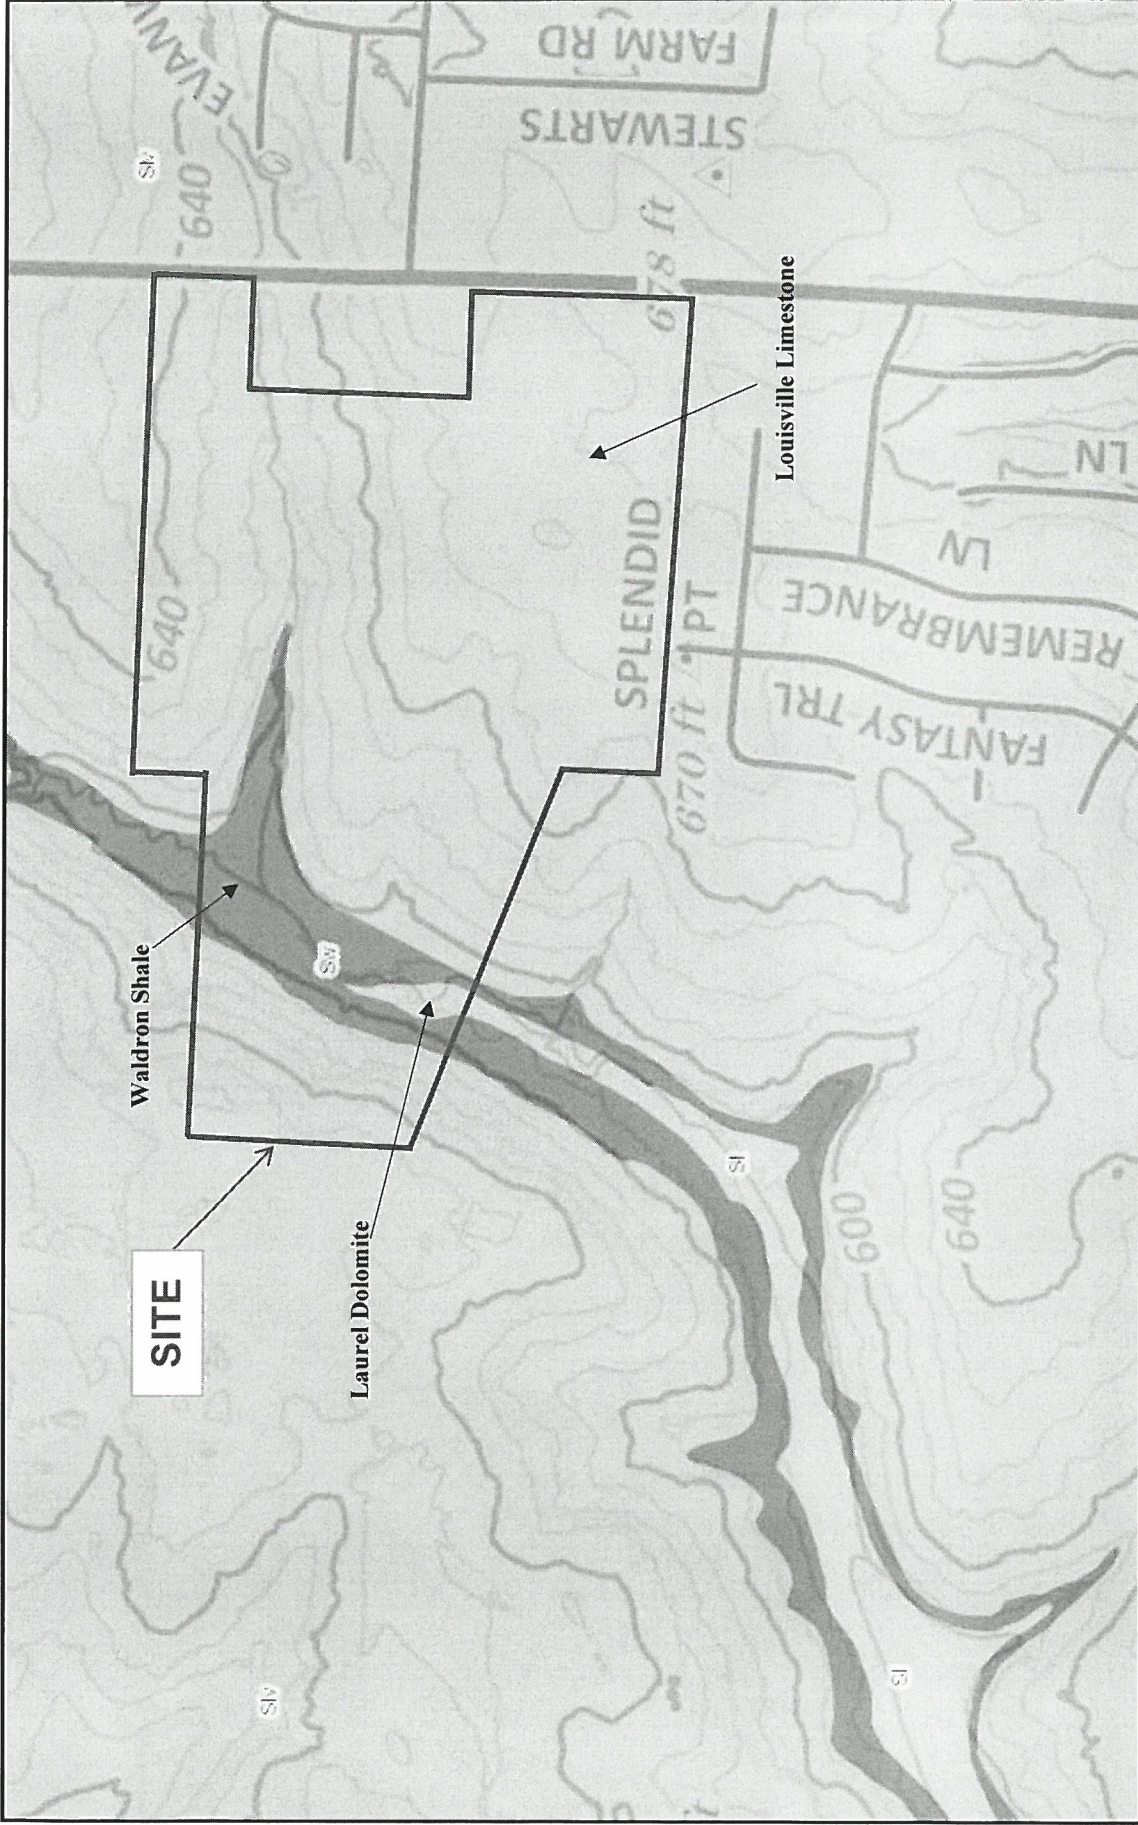 SITE
Waldron Shale
Laurel Dolomite
Louisville Limestone
Sw
Sl
Sl
Slv
640
640
600
640
EVANW
STEWARTS
FARM RD
678 ft
SPLENDID
PT
670 ft
LN
LN
REMEMBRANCE
FANTASY TRL